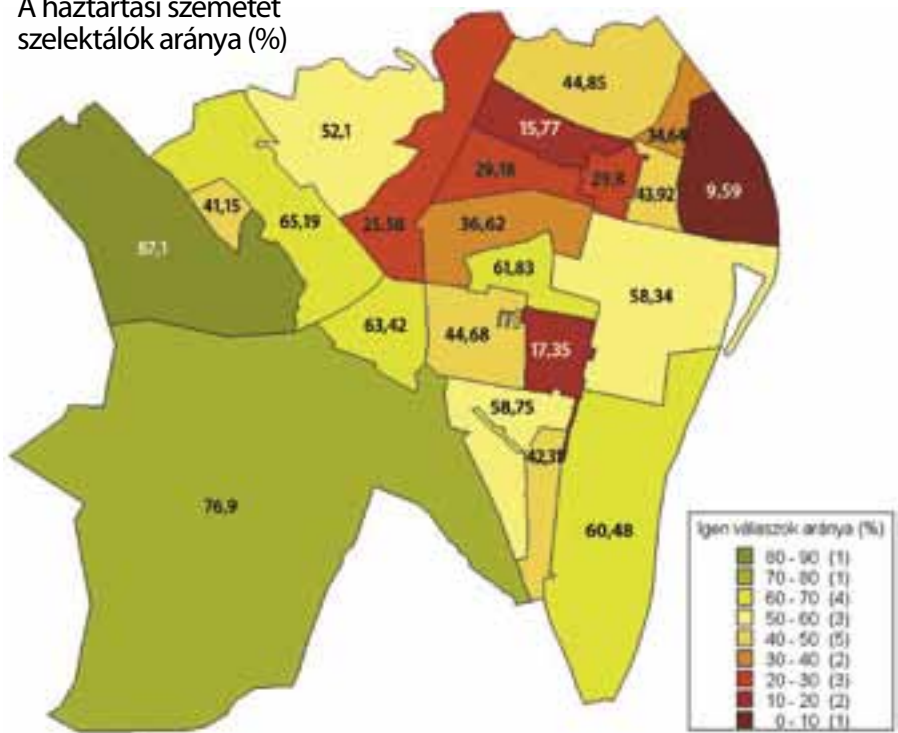 A háztartási szemetet
szelektálók aránya (%)
44,85
52,1
15,77
34,64
29,18
29,8
43,92
9,59
41,15
65,19
25,58
36,62
87,1
61,83
58,34
63,42
44,68
17,35
58,75
42,31
76,9
60,48
Igen válaszok aránya (%)
80 - 90 (1)
70 - 80 (1)
60 - 70 (4)
50 - 60 (3)
40 - 50 (5)
30 - 40 (2)
20 - 30 (3)
10 - 20 (2)
0 - 10 (1)